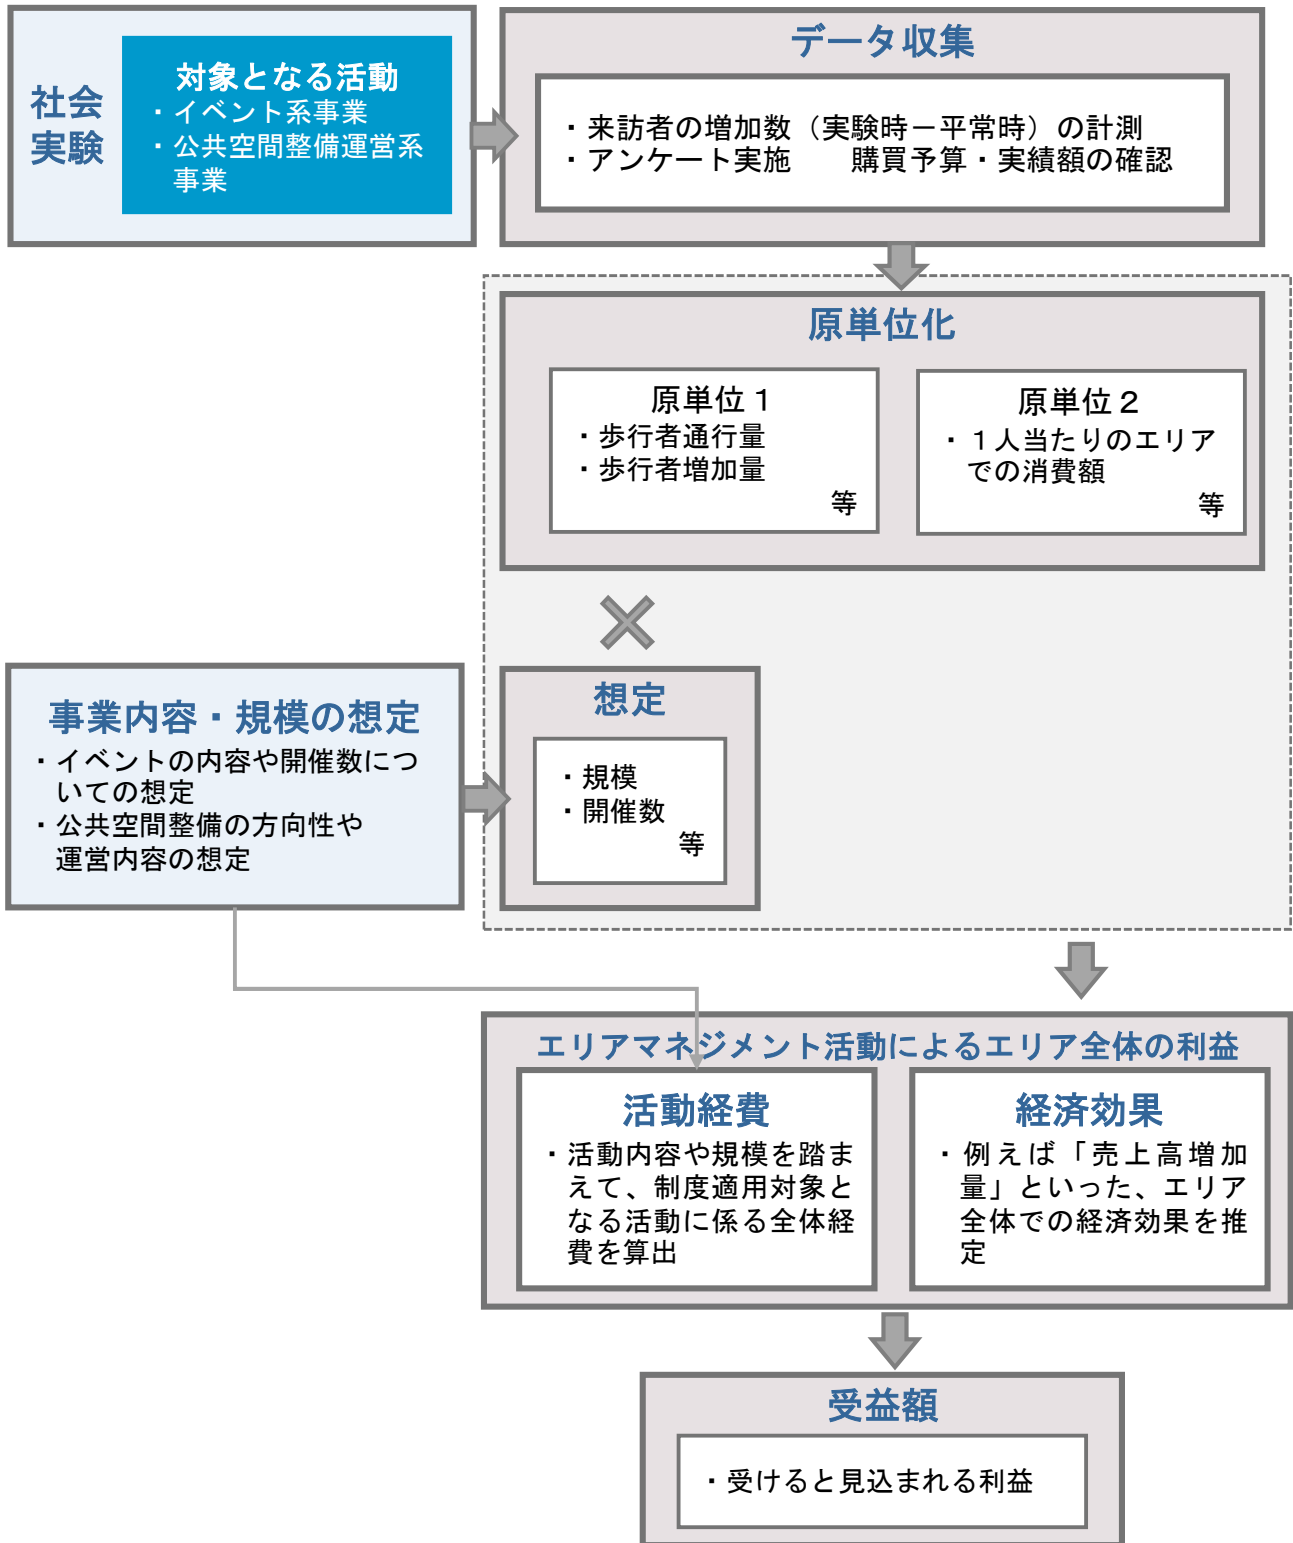 社会
実験
対象となる活動
・イベント系事業
・公共空間整備運営系
事業
データ収集
・来訪者の増加数（実験時－平常時）の計測
・アンケート実施　　購買予算・実績額の確認
原単位化
原単位１
・歩行者通行量
・歩行者増加量
等
原単位２
・１人当たりのエリア
での消費額
等
想定
・規模
・開催数
等
事業内容・規模の想定
・イベントの内容や開催数につ
いての想定
・公共空間整備の方向性や
運営内容の想定
エリアマネジメント活動によるエリア全体の利益
活動経費
・活動内容や規模を踏ま
えて、制度適用対象と
なる活動に係る全体経
費を算出
経済効果
・例えば「売上高増加
量」といった、エリア
全体での経済効果を推
定
受益額
・受けると見込まれる利益